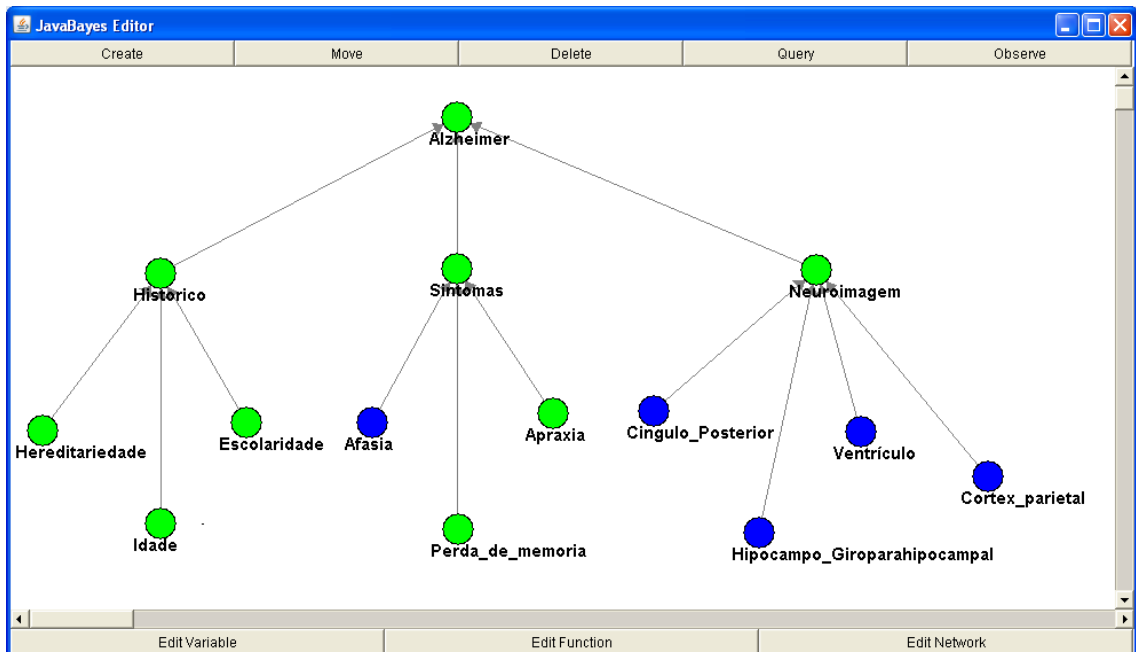 JavaBayes Editor
Create Move Delete Query Observe
Alzheimer
Historico Sintomas Neuroimagem
Hereditariedade Escolaridade Afasia Apraxia Cingulo_Posterior Ventrículo
Cortex_parietal
Idade Perda_de_memoria Hipocampo_Giroparahipocampal
Edit Variable Edit Function Edit Network